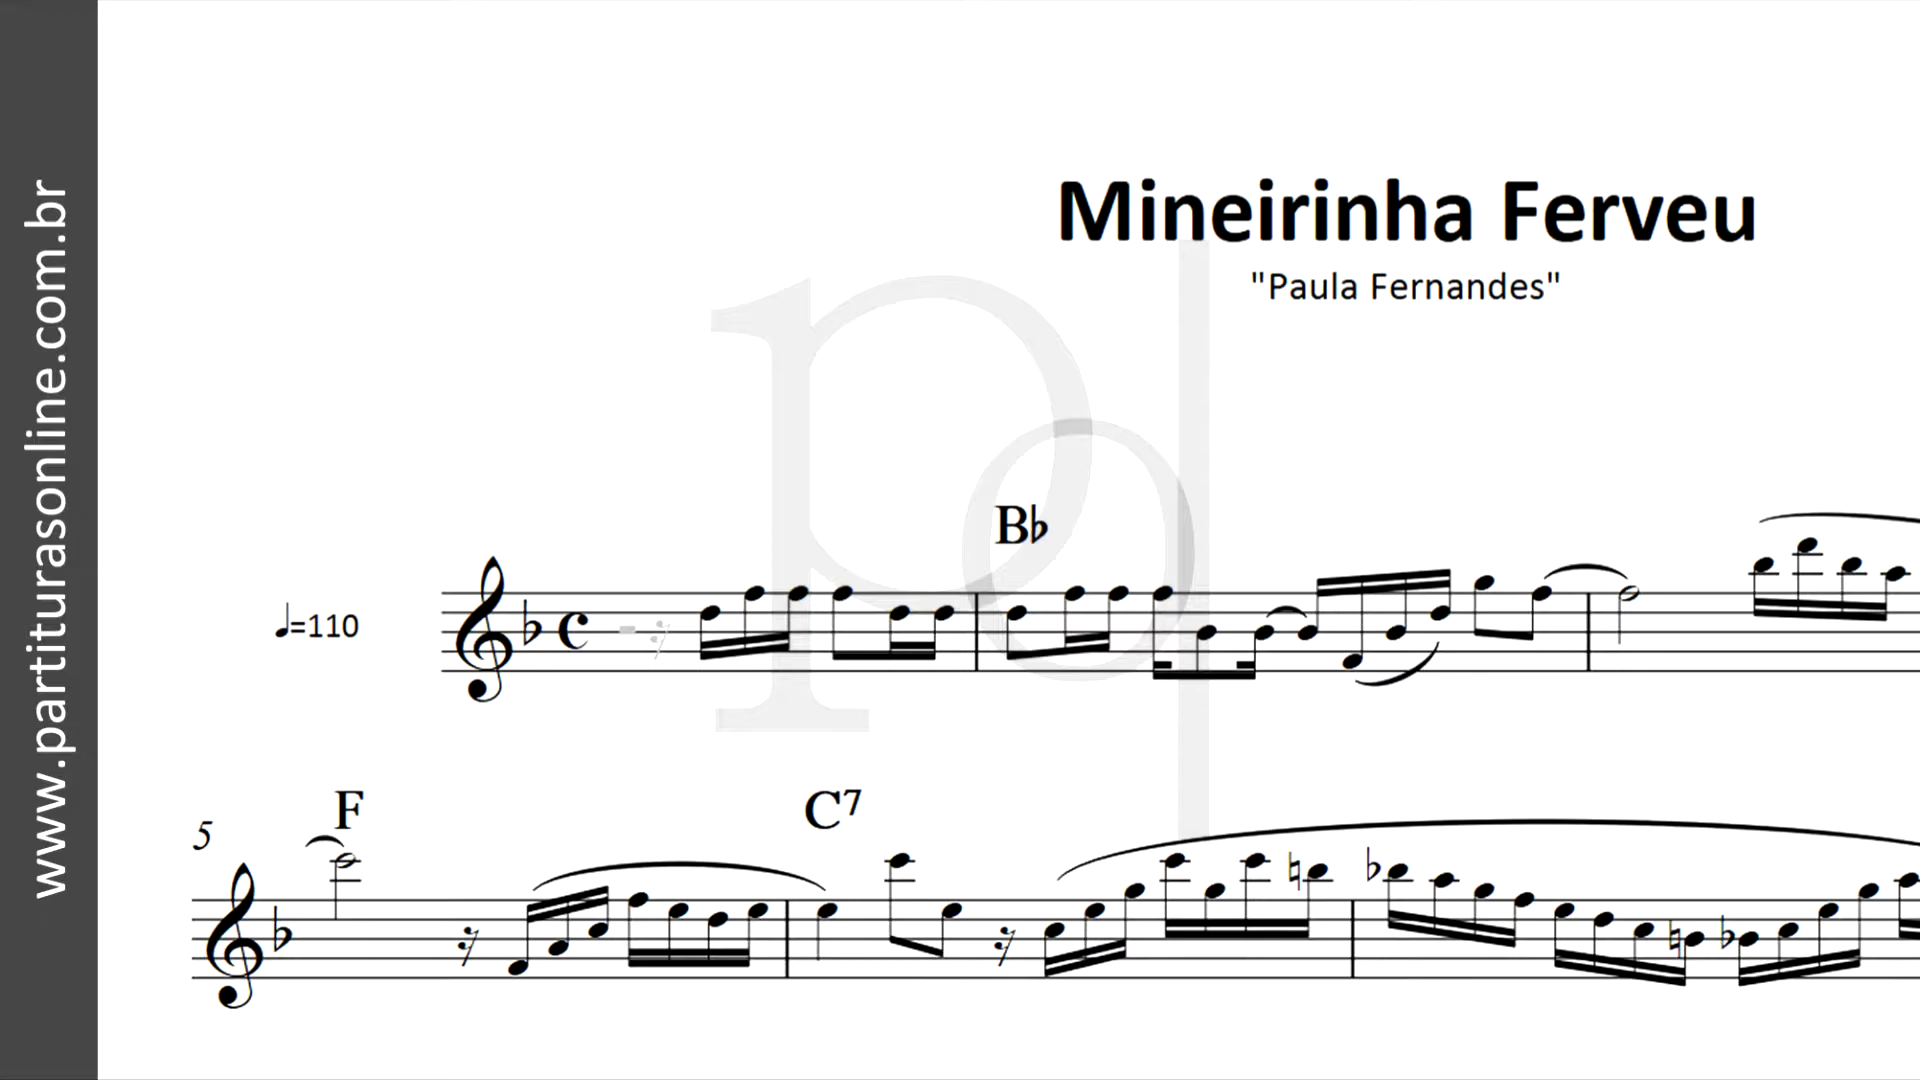 www.partiturasonline.com.br
Mineirinha Ferveu
"Paula Fernandes"
B♭
♩=110
5
F
C7